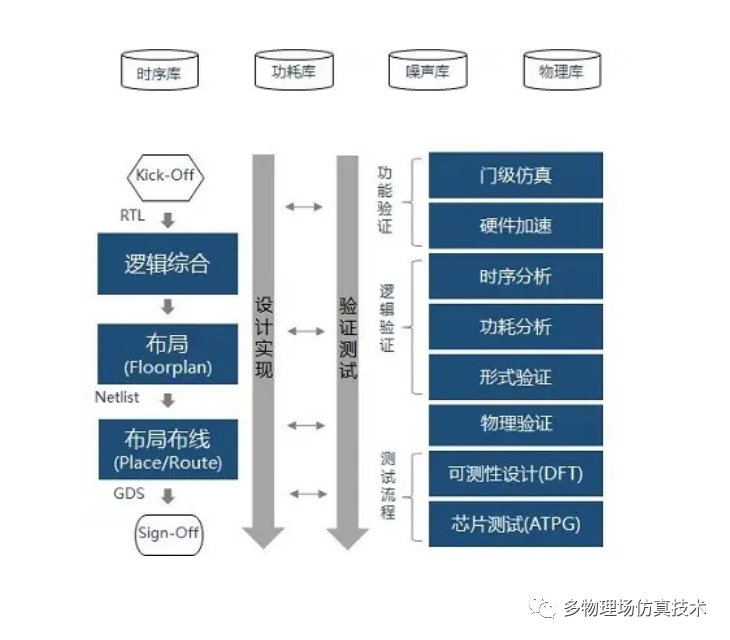 时序库
功耗库
噪声库
物理库
Kick-Off
RTL
逻辑综合
布局
(Floorplan)
Netlist
布局布线
(Place/Route)
GDS
Sign-Off
设计实现
验证测试
功能验证
门级仿真
硬件加速
逻辑验证
时序分析
功耗分析
形式验证
物理验证
测试流程
可测性设计(DFT)
芯片测试(ATPG)
多物理场仿真技术